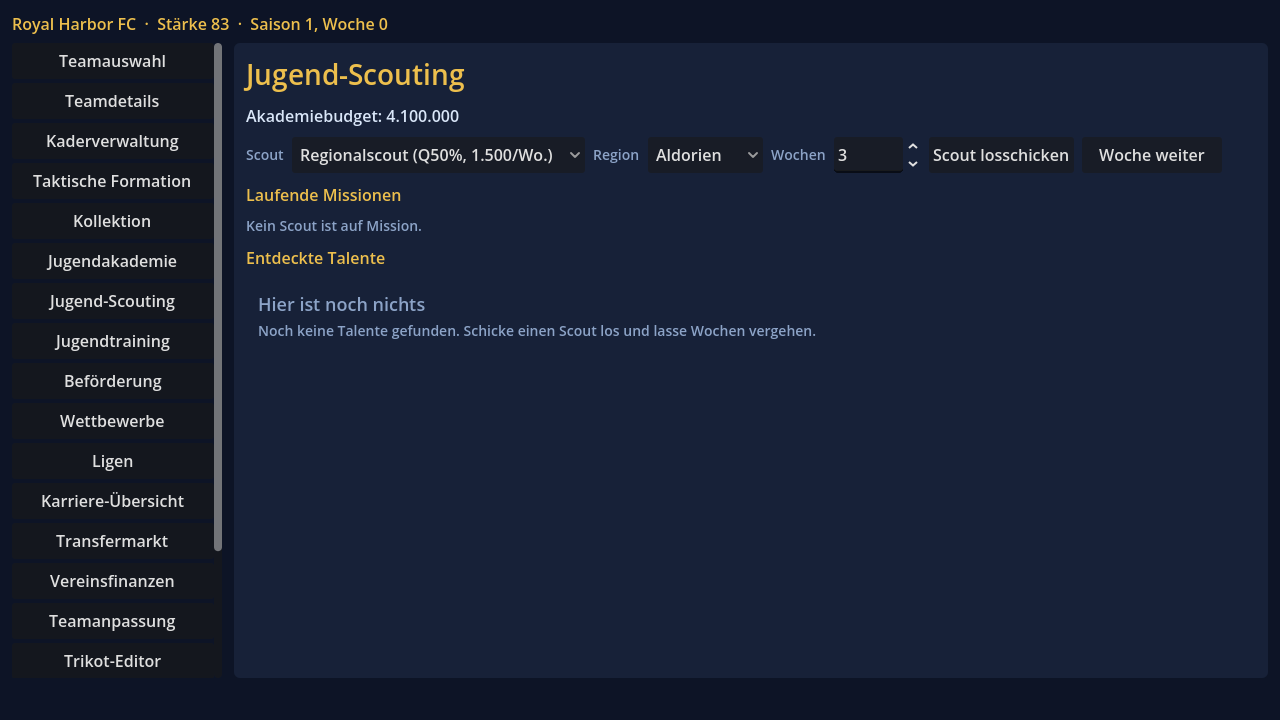 Royal Harbor FC · Stärke 83 · Saison 1, Woche 0
Teamauswahl
Teamdetails
Kaderverwaltung
Taktische Formation
Kollektion
Jugendakademie
Jugend-Scouting
Jugendtraining
Beförderung
Wettbewerbe
Ligen
Karriere-Übersicht
Transfermarkt
Vereinsfinanzen
Teamanpassung
Trikot-Editor
Jugend-Scouting
Akademiebudget: 4.100.000
Scout Regionalscout (Q50%, 1.500/Wo.) Region Aldorien Wochen 3 Scout losschicken Woche weiter
Laufende Missionen
Kein Scout ist auf Mission.
Entdeckte Talente
Hier ist noch nichts
Noch keine Talente gefunden. Schicke einen Scout los und lasse Wochen vergehen.